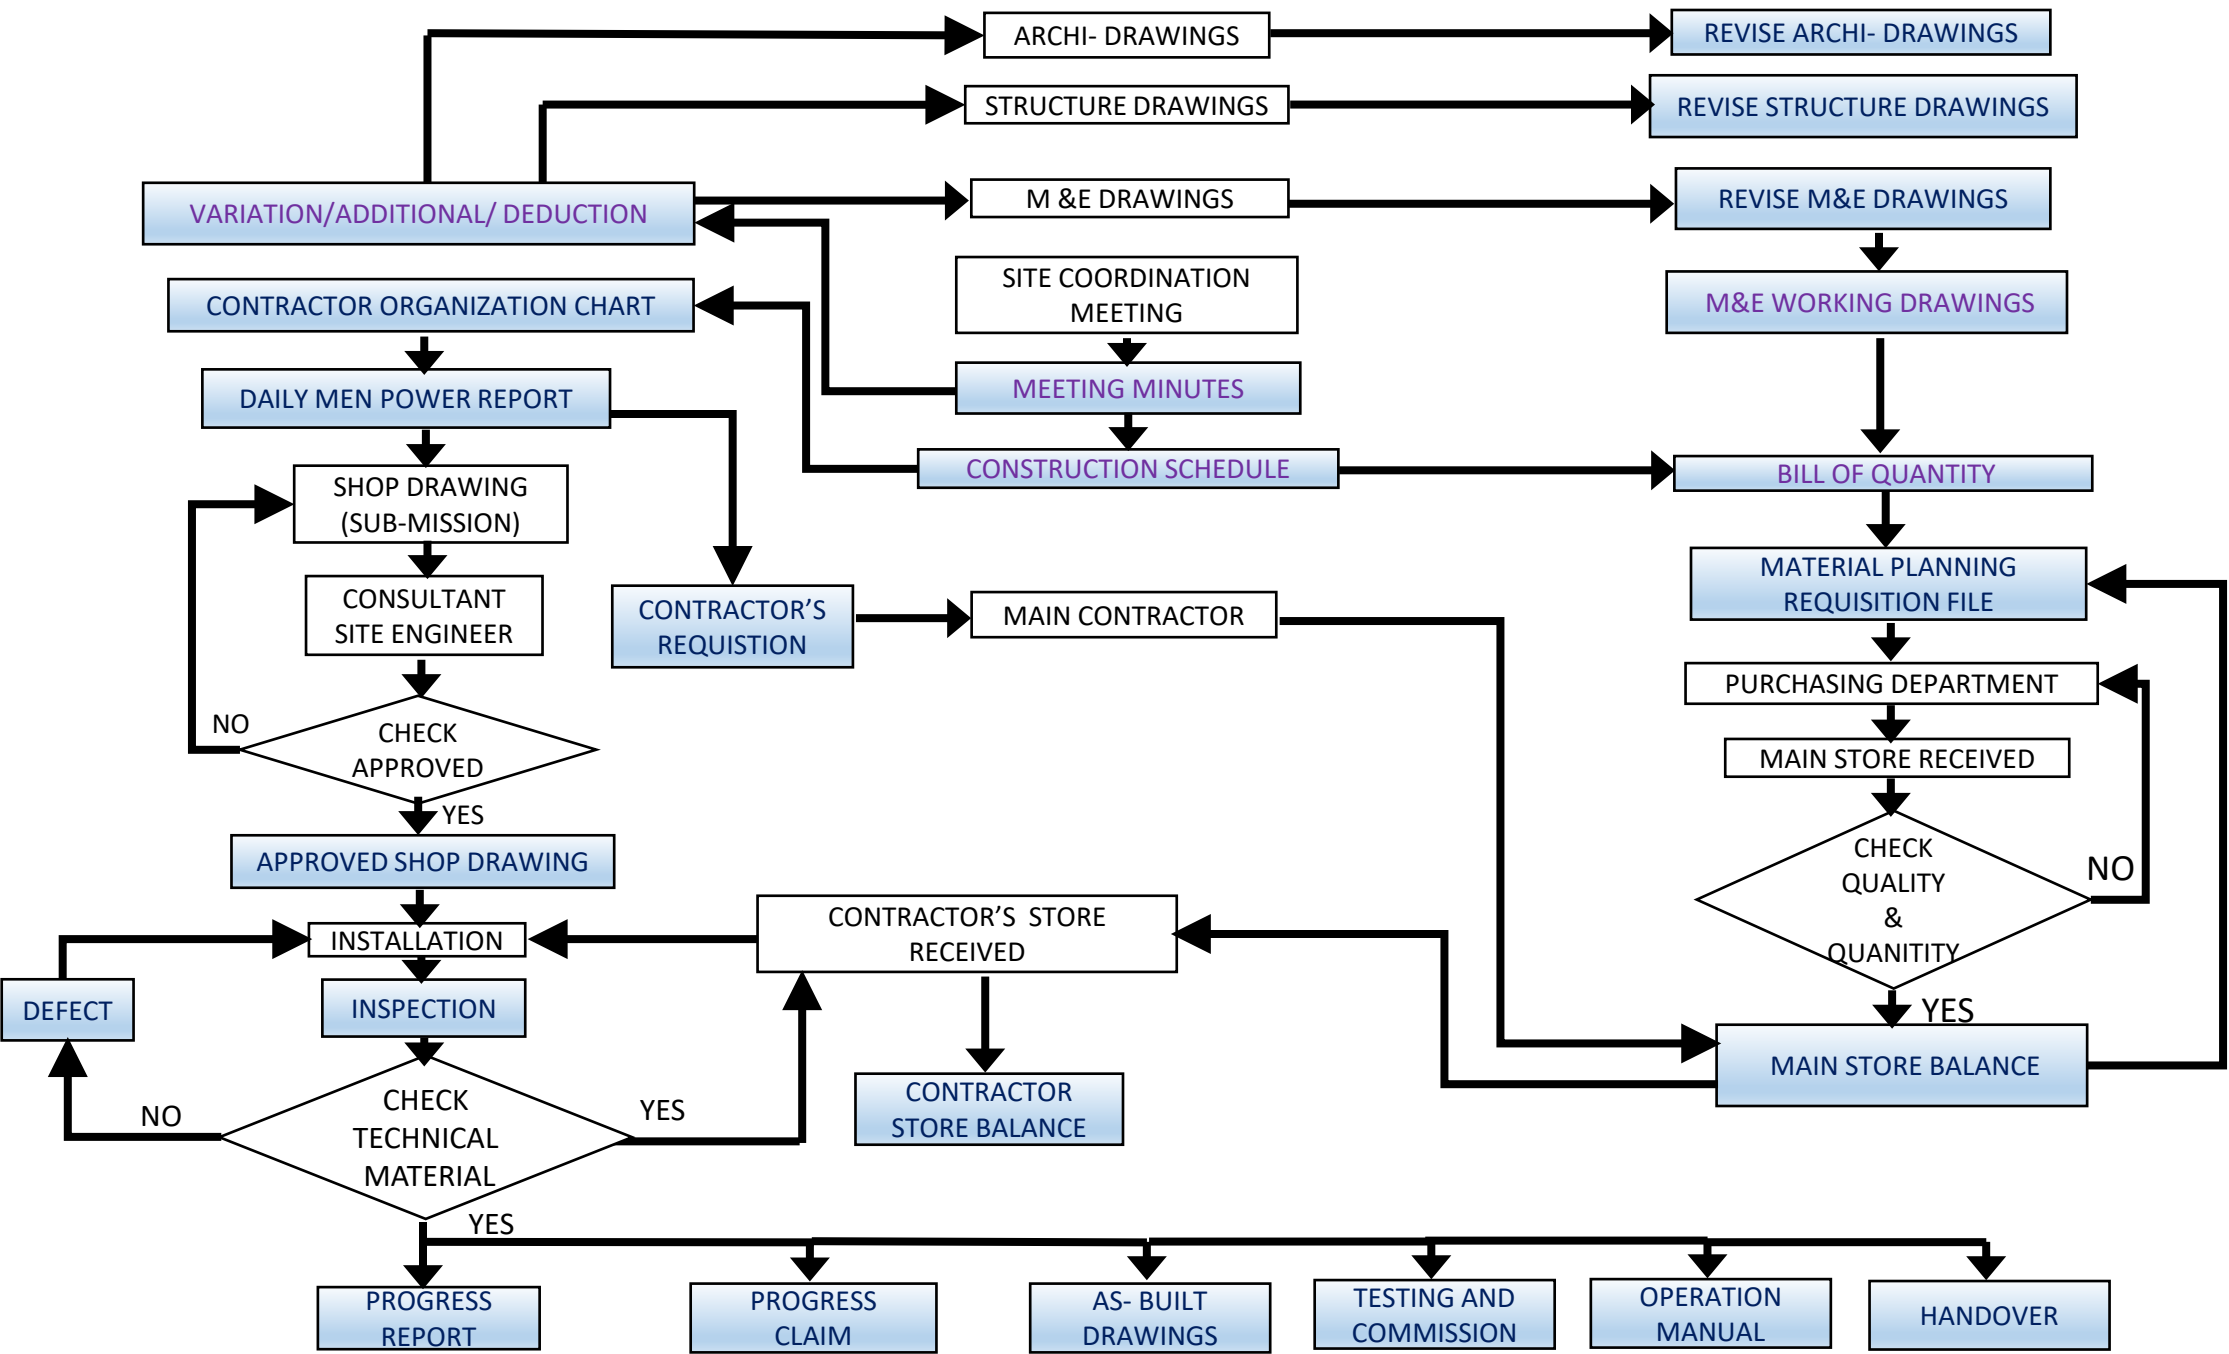 ARCHI- DRAWINGS
REVISE ARCHI- DRAWINGS
STRUCTURE DRAWINGS
REVISE STRUCTURE DRAWINGS
VARIATION/ADDITIONAL/ DEDUCTION
M &E DRAWINGS
REVISE M&E DRAWINGS
SITE COORDINATION
MEETING
CONTRACTOR ORGANIZATION CHART
M&E WORKING DRAWINGS
DAILY MEN POWER REPORT
MEETING MINUTES
CONSTRUCTION SCHEDULE
BILL OF QUANTITY
SHOP DRAWING
(SUB-MISSION)
MATERIAL PLANNING
REQUISITION FILE
CONSULTANT
SITE ENGINEER
CONTRACTOR’S
REQUISTION
MAIN CONTRACTOR
PURCHASING DEPARTMENT
NO
CHECK
APPROVED
MAIN STORE RECEIVED
YES
CHECK
QUALITY
&
QUANITITY
NO
APPROVED SHOP DRAWING
CONTRACTOR’S  STORE
RECEIVED
INSTALLATION
DEFECT
INSPECTION
YES
MAIN STORE BALANCE
CONTRACTOR
STORE BALANCE
NO
CHECK
TECHNICAL
MATERIAL
YES
YES
PROGRESS
REPORT
PROGRESS
CLAIM
AS- BUILT
DRAWINGS
TESTING AND
COMMISSION
OPERATION
MANUAL
HANDOVER